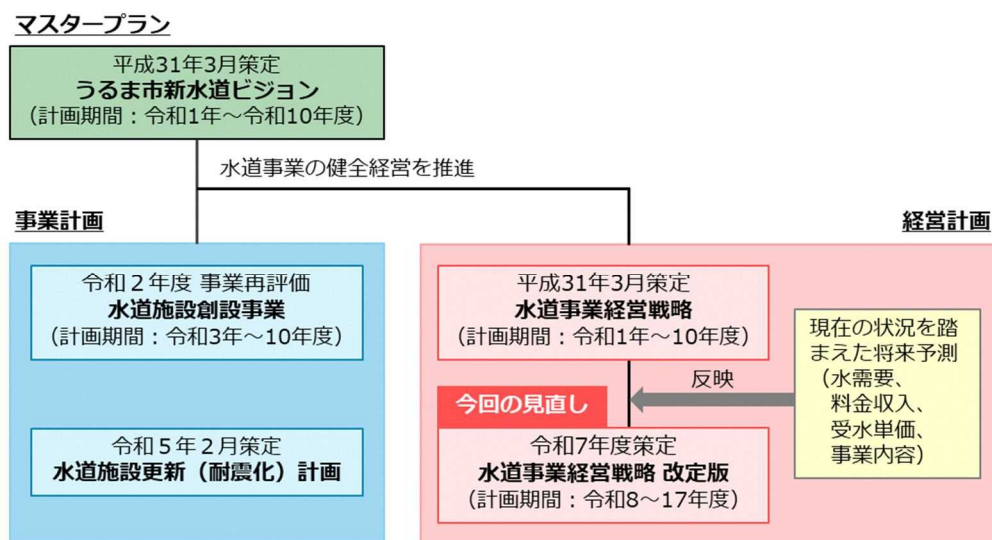 マスタープラン
平成31年3月策定
うるま市新水道ビジョン
（計画期間：令和1年～令和10年度）
水道事業の健全経営を推進
事業計画
令和２年度 事業再評価
水道施設創設事業
（計画期間：令和3年～10年度）
令和５年２月策定
水道施設更新（耐震化）計画
経営計画
平成31年3月策定
水道事業経営戦略
（計画期間：令和1年～10年度）
反映
現在の状況を踏
まえた将来予測
（水需要、
料金収入、
受水単価、
事業内容）
今回の見直し
令和7年度策定
水道事業経営戦略 改定版
（計画期間：令和8～17年度）